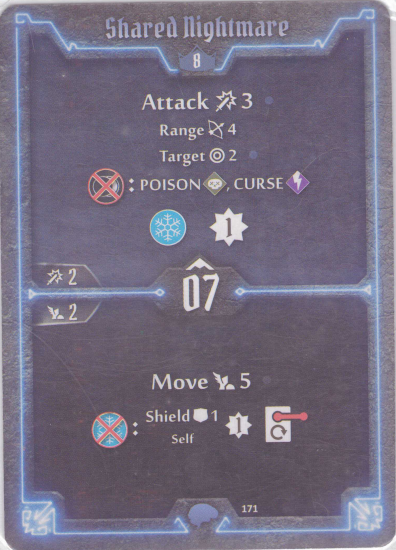 Shared Nightmare
8
Attack 3
Range 4
Target 2
: POISON , CURSE
1
2
07
2
Move 5
: Shield 1
1
Self
171